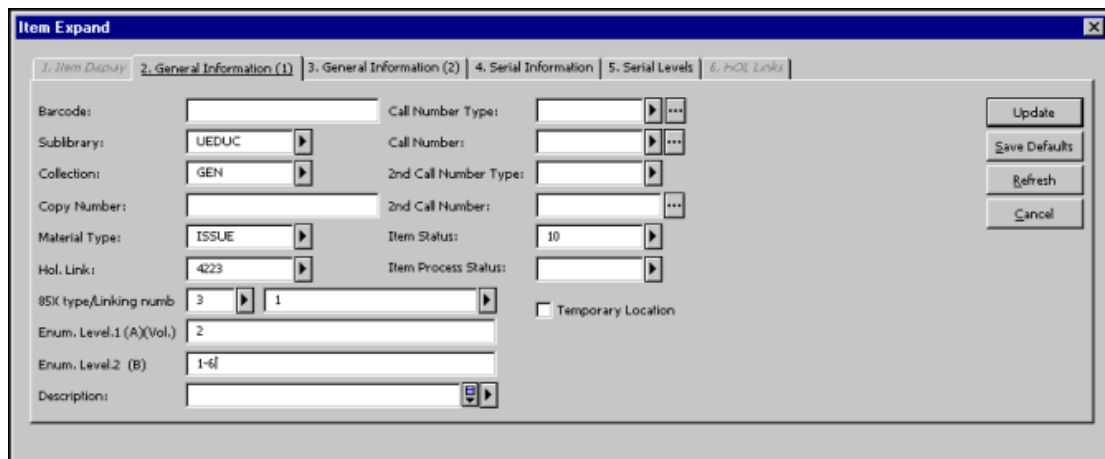 Item Expand
1. Item Display 2. General Information (1) 3. General Information (2) 4. Serial Information 5. Serial Levels 6. HOL Links
Barcode: Call Number Type: ... Update
Sublibrary: UEDUC Call Number: ... Save Defaults
Collection: GEN 2nd Call Number Type: Refresh
Copy Number: 2nd Call Number: ... Cancel
Material Type: ISSUE Item Status: 10
Hol. Link: 4223 Item Process Status:
85X type/Linking numb 3 1
Temporary Location
Enum. Level.1 (A)(Vol.) 2
Enum. Level.2 (B) 1-6
Description: